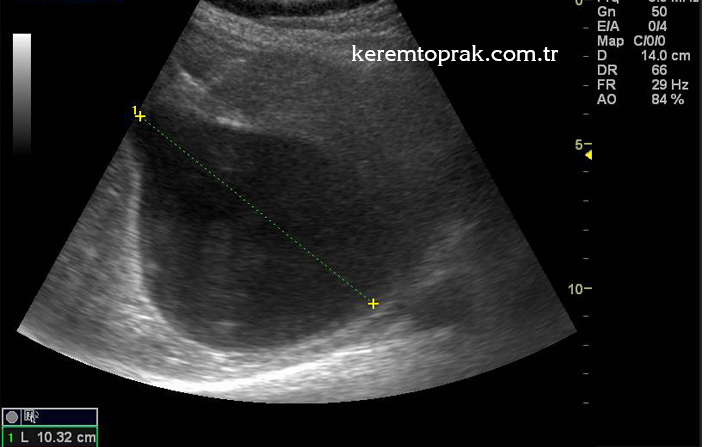 Gn 50
E/A 0/4
Map C/0/0
D 14.0 cm
DR 66
FR 29 Hz
AO 84 %
keremtoprak.com.tr
0
1
5
10
1 L 10.32 cm